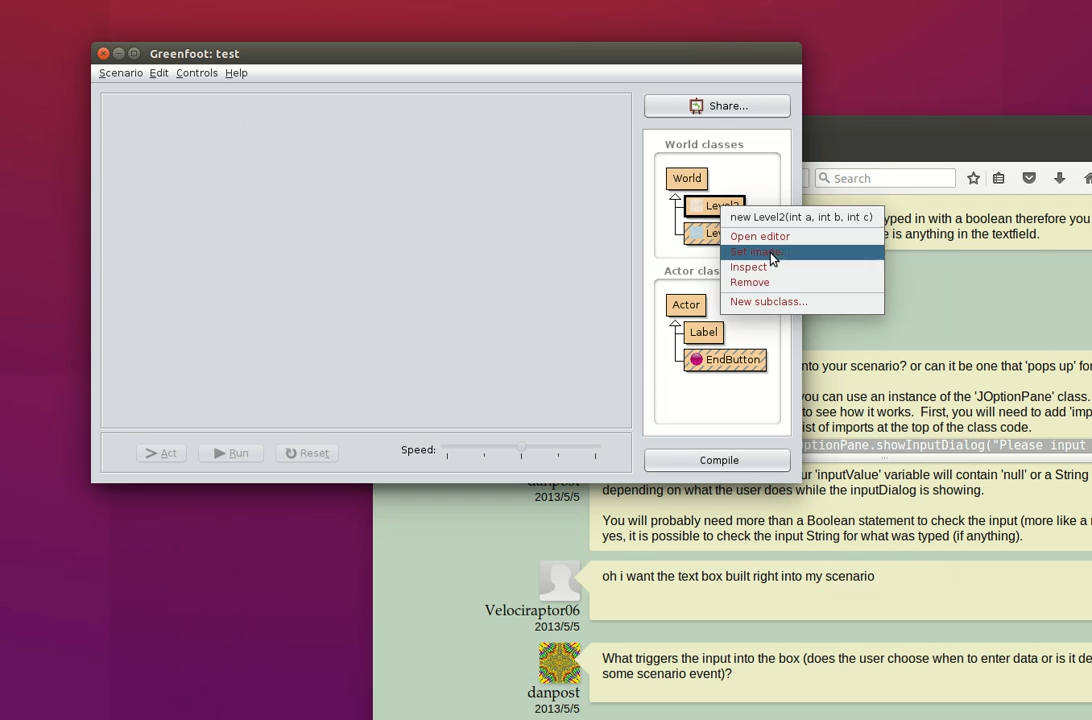 Greenfoot: test
Scenario Edit Controls Help
Share...
World classes
World
Level2
Le
new Level2(int a, int b, int c)
Open editor
Set image...
Inspect
Remove
New subclass...
Actor clas
Actor
Label
EndButton
Act
Run
Reset
Speed:
Compile
Search
yped in with a boolean therefore you
e is anything in the textfield.
nto your scenario? or can it be one that 'pops up' for
you can use an instance of the 'JOptionPane' class.
to see how it works. First, you will need to add 'imp
ist of imports at the top of the class code.
ptionPane.showInputDialog("Please input
...
ur 'inputValue' variable will contain 'null' or a String
depending on what the user does while the inputDialog is showing.
You will probably need more than a Boolean statement to check the input (more like a
yes, it is possible to check the input String for what was typed (if anything).
danpost
2013/5/5
oh i want the text box built right into my scenario
Velociraptor06
2013/5/5
What triggers the input into the box (does the user choose when to enter data or is it de
some scenario event)?
danpost
2013/5/5